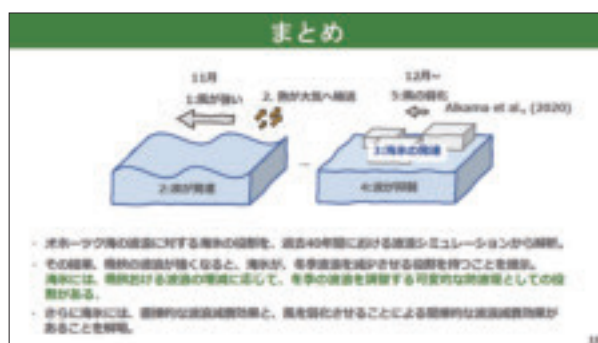 まとめ
11月
12月~
1:風が強い
2. 熱が大気へ輸送
5:風の弱化
Alkama et al., (2020)
3:海氷の発達
2:波が発達
4:波が抑制
- オホーツク海の波浪に対する海氷の役割を、過去40年間における波浪シミュレーションから解析。
- その結果、晩秋の波浪が強くなると、海氷が、冬季波浪を減少させる役割を持つことを提示。
海氷には、晩秋おける波浪の増減に応じて、冬季の波浪を調整する可変的な防波堤としての役
割がある。
- さらに海氷には、直接的な波浪減衰効果と、風を弱化させることによる間接的な波浪減衰効果が
あることを解明。